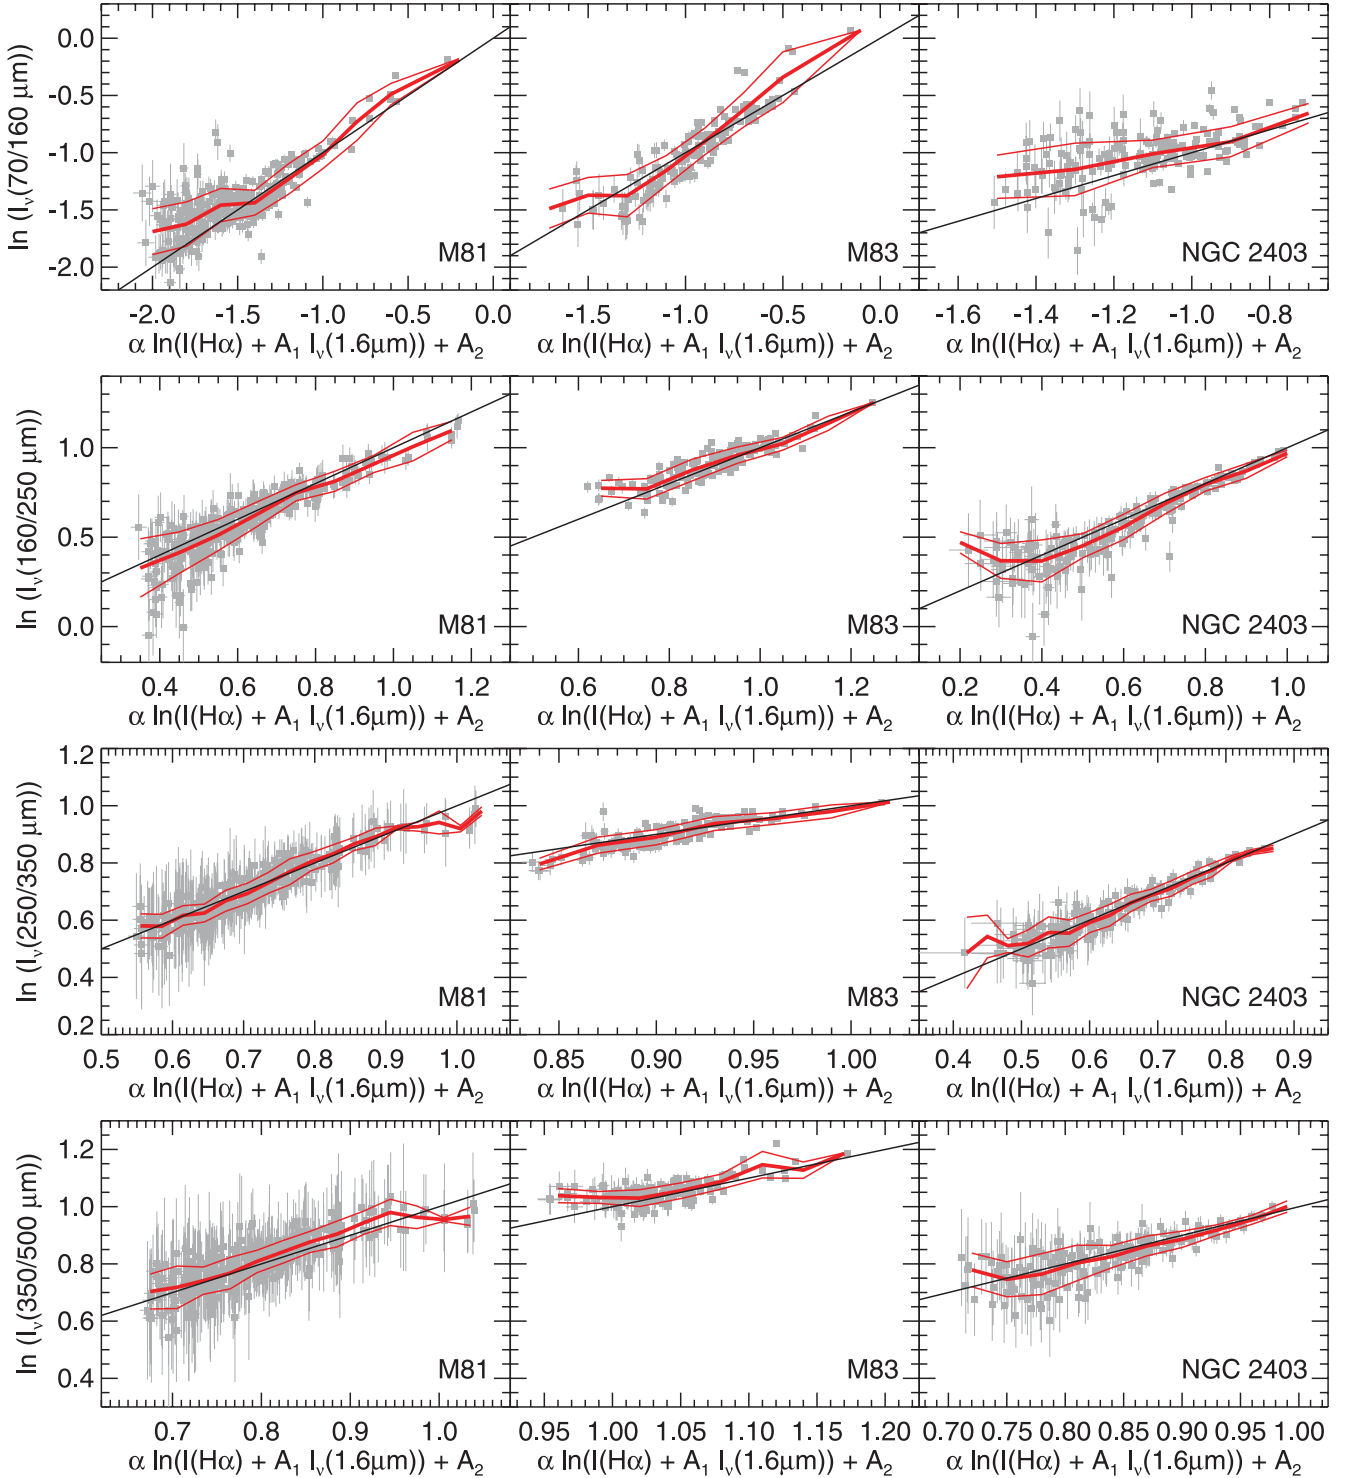 ln (Iν(70/160 μm))
0.0
-0.5
-1.0
-1.5
-2.0
M81
M83
NGC 2403
-2.0 -1.5 -1.0 -0.5 0.0
-1.5 -1.0 -0.5 0.0
-1.6 -1.4 -1.2 -1.0 -0.8
α ln(I(Hα) + A1 Iν(1.6μm)) + A2
α ln(I(Hα) + A1 Iν(1.6μm)) + A2
α ln(I(Hα) + A1 Iν(1.6μm)) + A2
ln (Iν(160/250 μm))
1.0
0.5
0.0
M81
M83
NGC 2403
0.4 0.6 0.8 1.0 1.2
0.6 0.8 1.0 1.2
0.2 0.4 0.6 0.8 1.0
α ln(I(Hα) + A1 Iν(1.6μm)) + A2
α ln(I(Hα) + A1 Iν(1.6μm)) + A2
α ln(I(Hα) + A1 Iν(1.6μm)) + A2
ln (Iν(250/350 μm))
1.2
1.0
0.8
0.6
0.4
0.2
M81
M83
NGC 2403
0.5 0.6 0.7 0.8 0.9 1.0
0.85 0.90 0.95 1.00
0.4 0.5 0.6 0.7 0.8 0.9
α ln(I(Hα) + A1 Iν(1.6μm)) + A2
α ln(I(Hα) + A1 Iν(1.6μm)) + A2
α ln(I(Hα) + A1 Iν(1.6μm)) + A2
ln (Iν(350/500 μm))
1.2
1.0
0.8
0.6
0.4
M81
M83
NGC 2403
0.7 0.8 0.9 1.0
0.95 1.00 1.05 1.10 1.15 1.20
0.70 0.75 0.80 0.85 0.90 0.95 1.00
α ln(I(Hα) + A1 Iν(1.6μm)) + A2
α ln(I(Hα) + A1 Iν(1.6μm)) + A2
α ln(I(Hα) + A1 Iν(1.6μm)) + A2